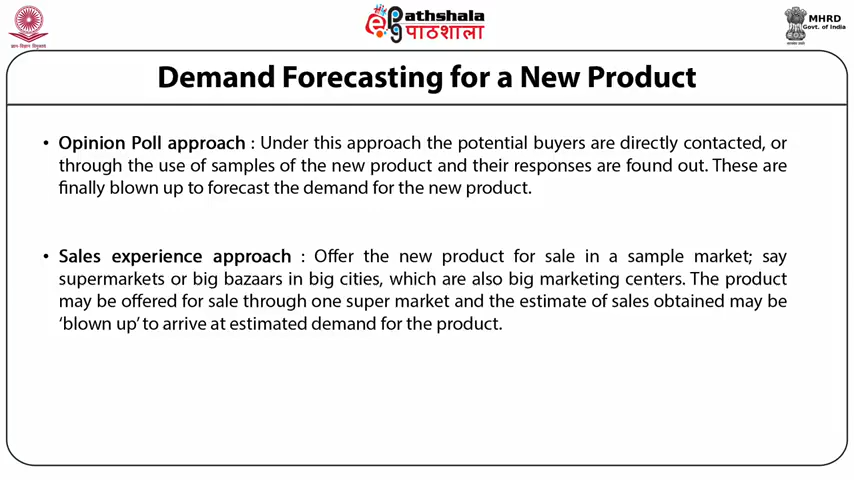 ePathshala
पाठशाला
MHRD
Govt. of India
Demand Forecasting for a New Product
• Opinion Poll approach : Under this approach the potential buyers are directly contacted, or
through the use of samples of the new product and their responses are found out. These are
finally blown up to forecast the demand for the new product.
• Sales experience approach : Offer the new product for sale in a sample market; say
supermarkets or big bazaars in big cities, which are also big marketing centers. The product
may be offered for sale through one super market and the estimate of sales obtained may be
‘blown up’ to arrive at estimated demand for the product.